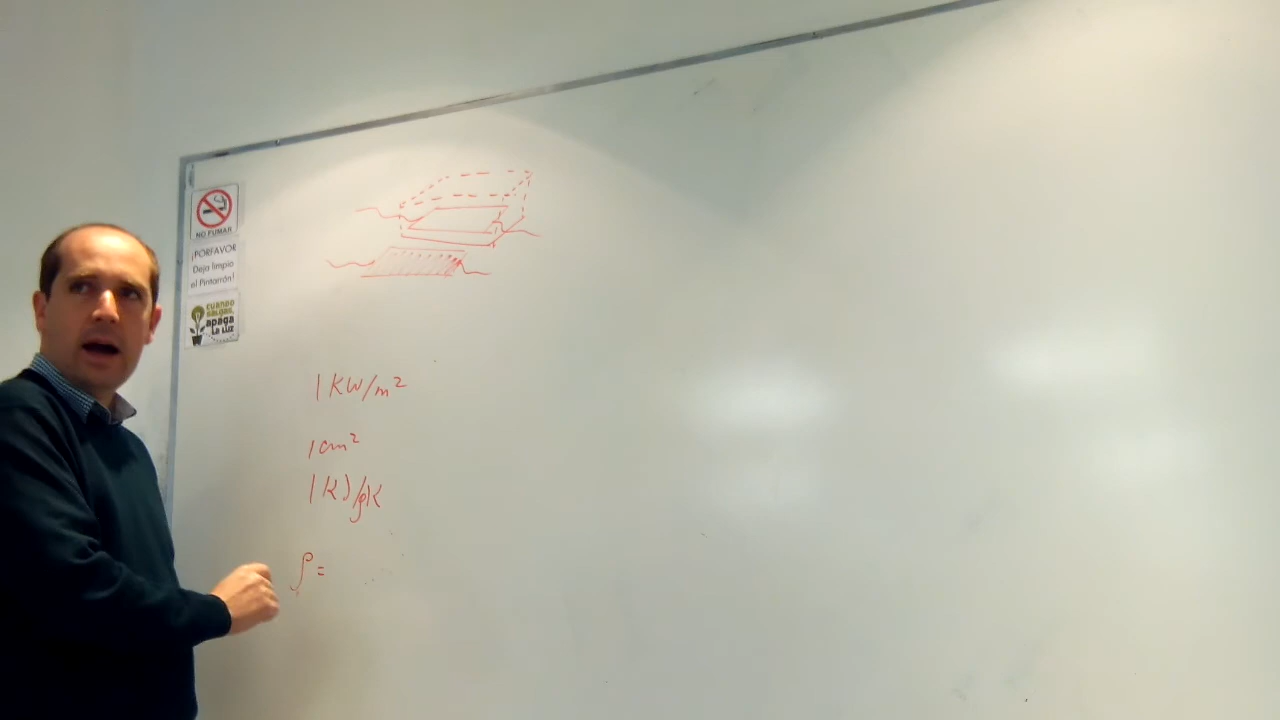 NO FUMAR
¡PORFAVOR
Deja limpio
el Pintarrón!
CUANDO
SALGAS,
APAGA
LA LUZ
1 KW/m²
1 cm²
1 KJ/gK
ρ =